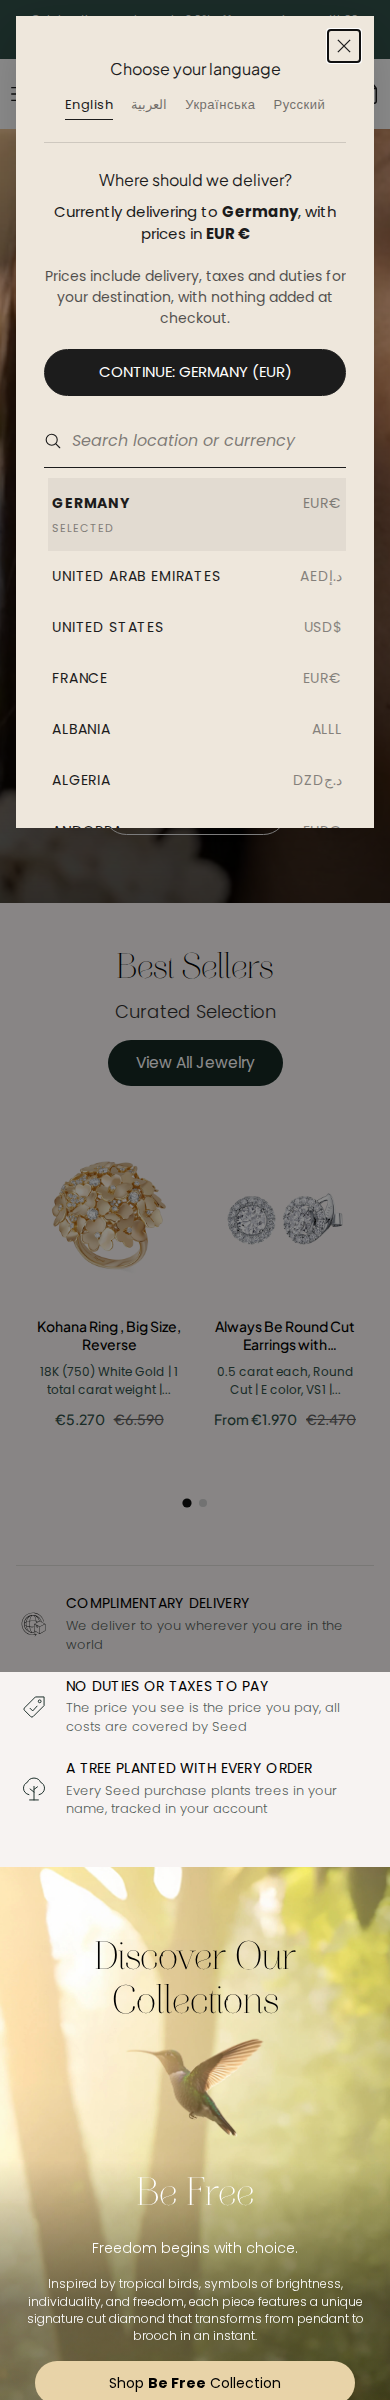 Choose your language
English العربية Українська Русский
Where should we deliver?
Currently delivering to Germany, with
prices in EUR €
Prices include delivery, taxes and duties for
your destination, with nothing added at
checkout.
CONTINUE: GERMANY (EUR)
Search location or currency
GERMANY EUR€
SELECTED
UNITED ARAB EMIRATES AEDد.إ
UNITED STATES USD$
FRANCE EUR€
ALBANIA ALLL
ALGERIA DZDد.ج
Best Sellers
Curated Selection
View All Jewelry
Kohana Ring , Big Size,
Reverse
18K (750) White Gold | 1
total carat weight |...
€5.270 €6.590
Always Be Round Cut
Earrings with...
0.5 carat each, Round
Cut | E color, VS1 |...
From €1.970 €2.470
COMPLIMENTARY DELIVERY
We deliver to you wherever you are in the
world
NO DUTIES OR TAXES TO PAY
The price you see is the price you pay, all
costs are covered by Seed
A TREE PLANTED WITH EVERY ORDER
Every Seed purchase plants trees in your
name, tracked in your account
Discover Our
Collections
Be Free
Freedom begins with choice.
Inspired by tropical birds, symbols of brightness,
individuality, and freedom, each piece features a unique
signature cut diamond that transforms from pendant to
brooch in an instant.
Shop Be Free Collection